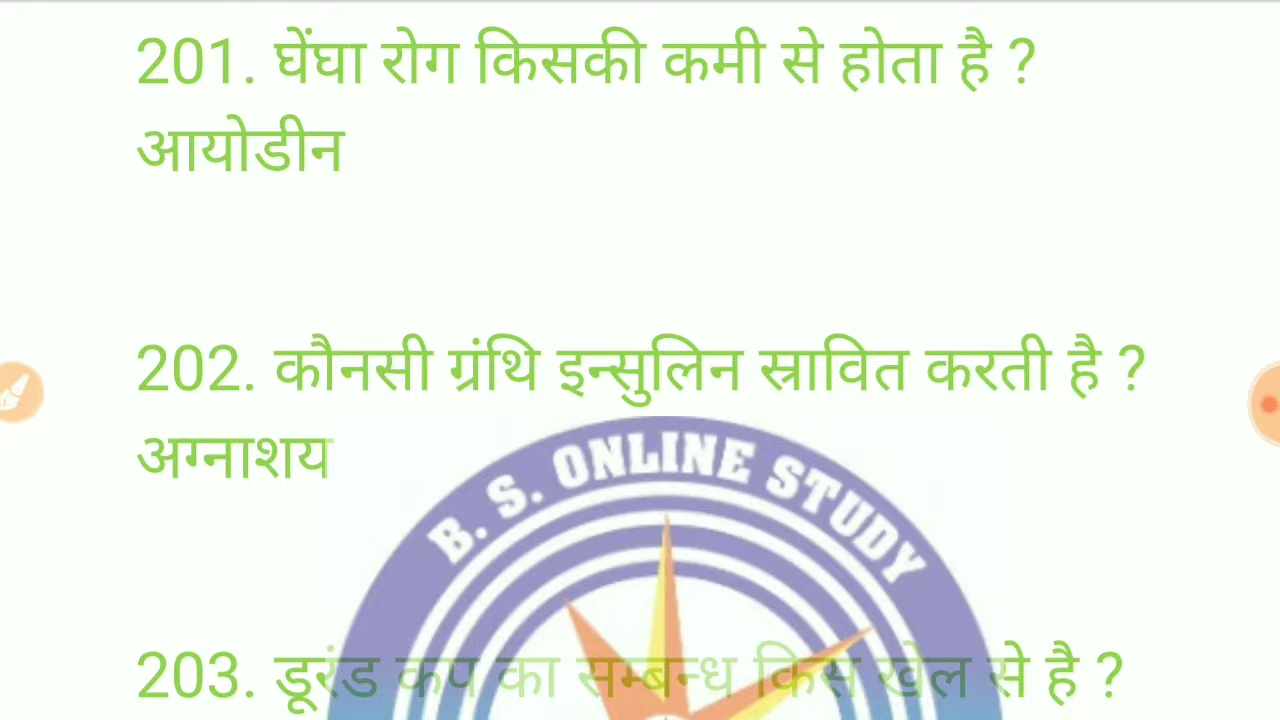 201. घेंघा रोग किसकी कमी से होता है ?
आयोडीन
202. कौनसी ग्रंथि इन्सुलिन स्रावित करती है ?
अग्नाशय
B. S. ONLINE STUDY
203. डूरंड कप का सम्बन्ध किस खेल से है ?